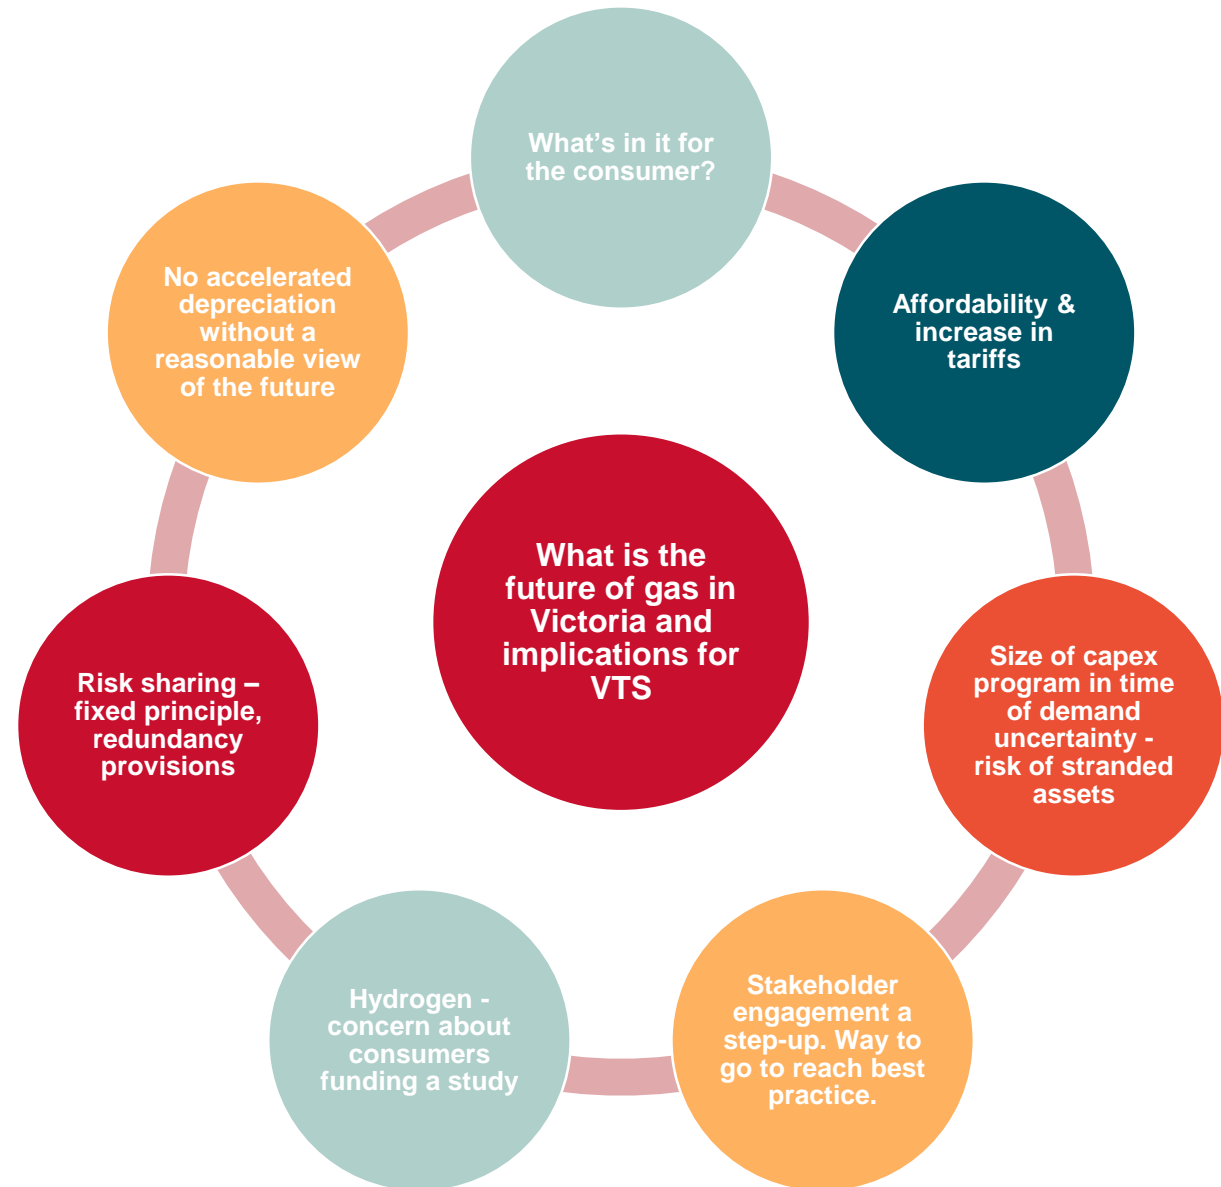 What's in it for
the consumer?
Affordability &
increase in
tariffs
Size of capex
program in time
of demand
uncertainty -
risk of stranded
assets
Stakeholder
engagement a
step-up. Way to
go to reach best
practice.
Hydrogen -
concern about
consumers
funding a study
Risk sharing –
fixed principle,
redundancy
provisions
No accelerated
depreciation
without a
reasonable view
of the future
What is the
future of gas in
Victoria and
implications for
VTS